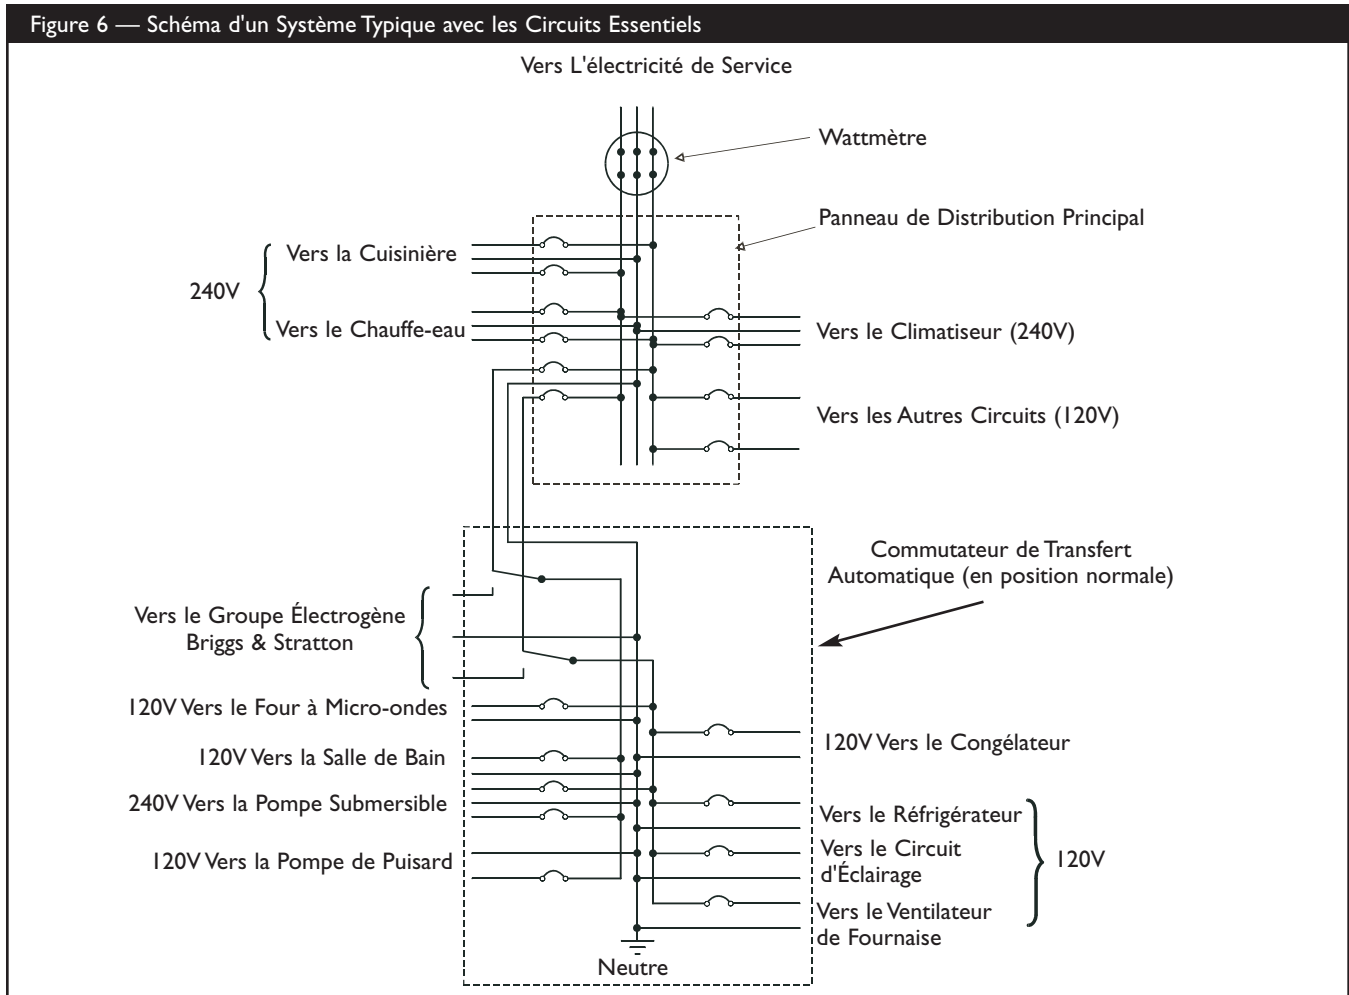 Figure 6 — Schéma d'un Système Typique avec les Circuits Essentiels
Vers L'électricité de Service
Wattmètre
Panneau de Distribution Principal
Vers la Cuisinière
240V
Vers le Chauffe-eau
Vers le Climatiseur (240V)
Vers les Autres Circuits (120V)
Commutateur de Transfert
Automatique (en position normale)
Vers le Groupe Électrogène
Briggs & Stratton
120V Vers le Four à Micro-ondes
120V Vers le Congélateur
120V Vers la Salle de Bain
240V Vers la Pompe Submersible
Vers le Réfrigérateur
Vers le Circuit
d'Éclairage
120V
120V Vers la Pompe de Puisard
Vers le Ventilateur
de Fournaise
Neutre